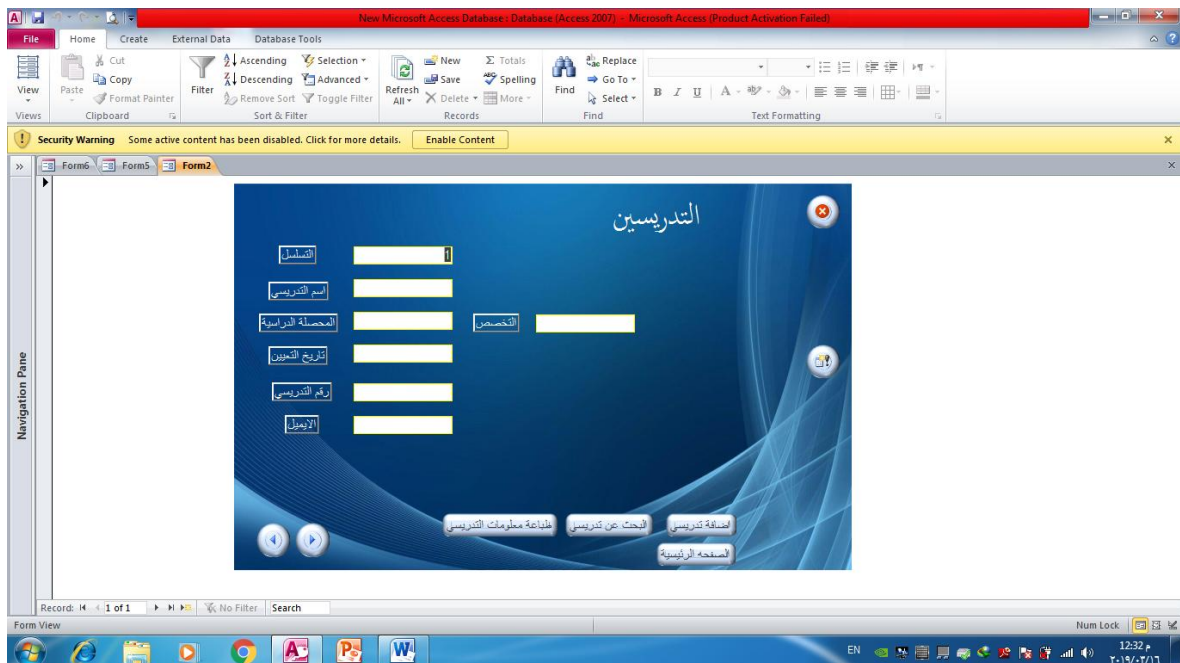 New Microsoft Access Database : Database (Access 2007) - Microsoft Access (Product Activation Failed)
File Home Create External Data Database Tools
View
Views
Paste
Cut
Copy
Format Painter
Clipboard
Filter
Ascending
Descending
Remove Sort
Selection
Advanced
Toggle Filter
Sort & Filter
Refresh All
New
Save
Delete
Totals
Spelling
More
Records
Find
Replace
Go To
Select
Find
B I U A
Text Formatting
Security Warning Some active content has been disabled. Click for more details. Enable Content
Form6 Form5 Form2
Navigation Pane
التدريسين
التسلسل 1
اسم التدريسي
المحصلة الدراسية
التخصص
تاريخ التعيين
رقم التدريسي
الايميل
اضافة تدريسي
البحث عن تدريسي
طباعة معلومات التدريسي
الصفحه الرئيسية
Record: 1 of 1 No Filter Search
Form View Num Lock
EN
12:32 م
٢٠١٩/٠٣/١٦